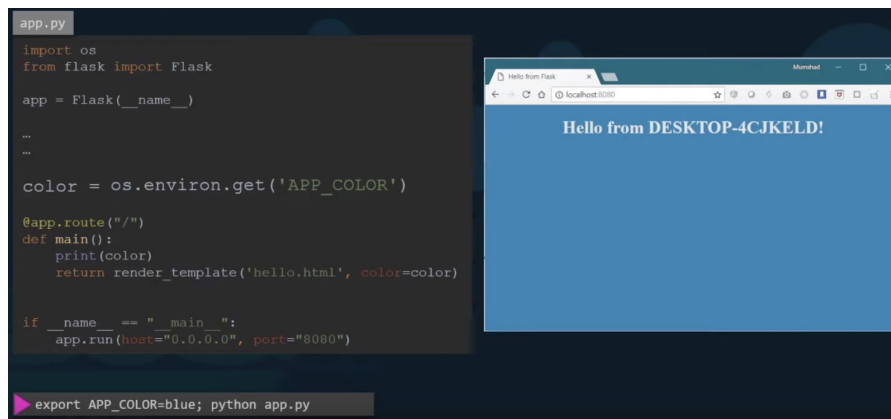 app.py
import os
from flask import Flask
app = Flask(__name__)
…
…
color = os.environ.get('APP_COLOR')
@app.route("/")
def main():
    print(color)
    return render_template('hello.html', color=color)
if __name__ == "__main__":
    app.run(host="0.0.0.0", port="8080")
export APP_COLOR=blue; python app.py
Mumshad
Hello from Flask
localhost:8080
Hello from DESKTOP-4CJKELD!